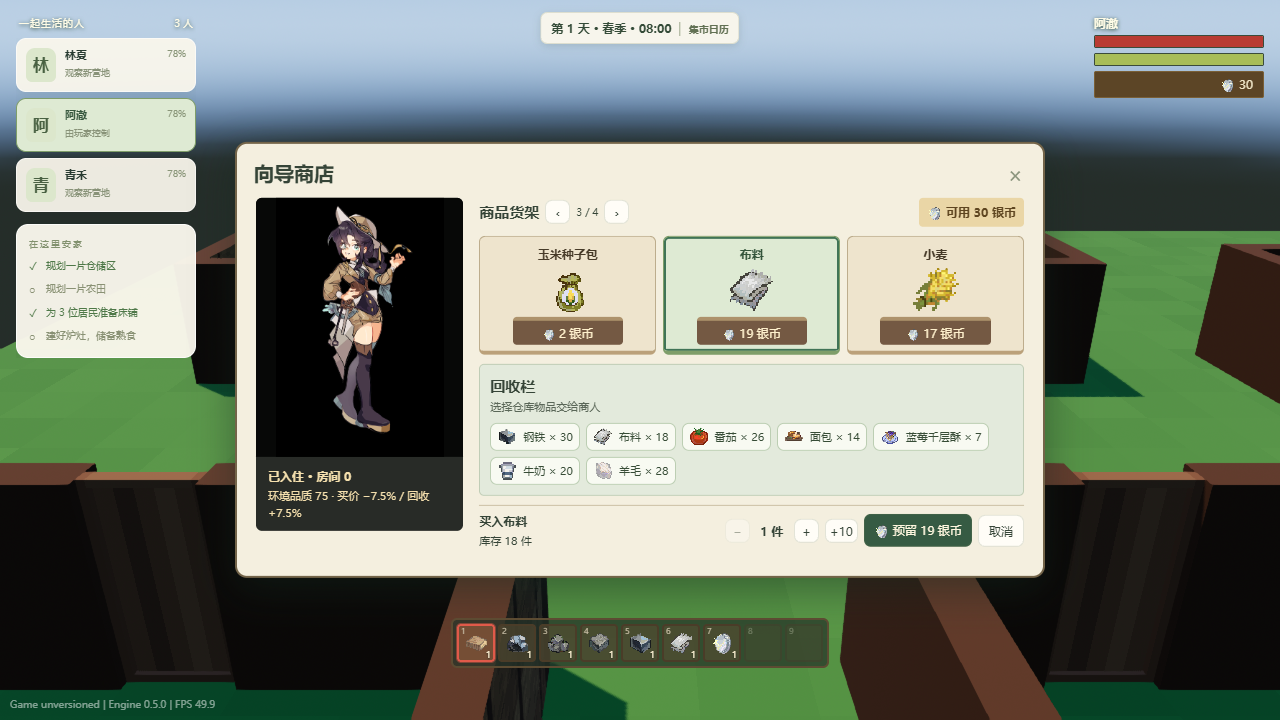 一起生活的人 3 人
林 林夏 78%
观察新营地
阿 阿澈 78%
由玩家控制
青 青禾 78%
观察新营地
在这里安家
✓ 规划一片仓储区
○ 规划一片农田
✓ 为 3 位居民准备床铺
○ 建好炉灶，储备熟食
第 1 天 • 春季 • 08:00 | 集市日历
阿澈
30
向导商店 ×
已入住 • 房间 0
环境品质 75 · 买价 −7.5% / 回收
+7.5%
商品货架 ‹ 3 / 4 › 可用 30 银币
玉米种子包 布料 小麦
2 银币 19 银币 17 银币
回收栏
选择仓库物品交给商人
钢铁 × 30 布料 × 18 番茄 × 26 面包 × 14 蓝莓千层酥 × 7
牛奶 × 20 羊毛 × 28
买入布料
库存 18 件
− 1 件 + +10 预留 19 银币 取消
1 2 3 4 5 6 7 8 9
1 1 1 1 1 1 1
Game unversioned | Engine 0.5.0 | FPS 49.9